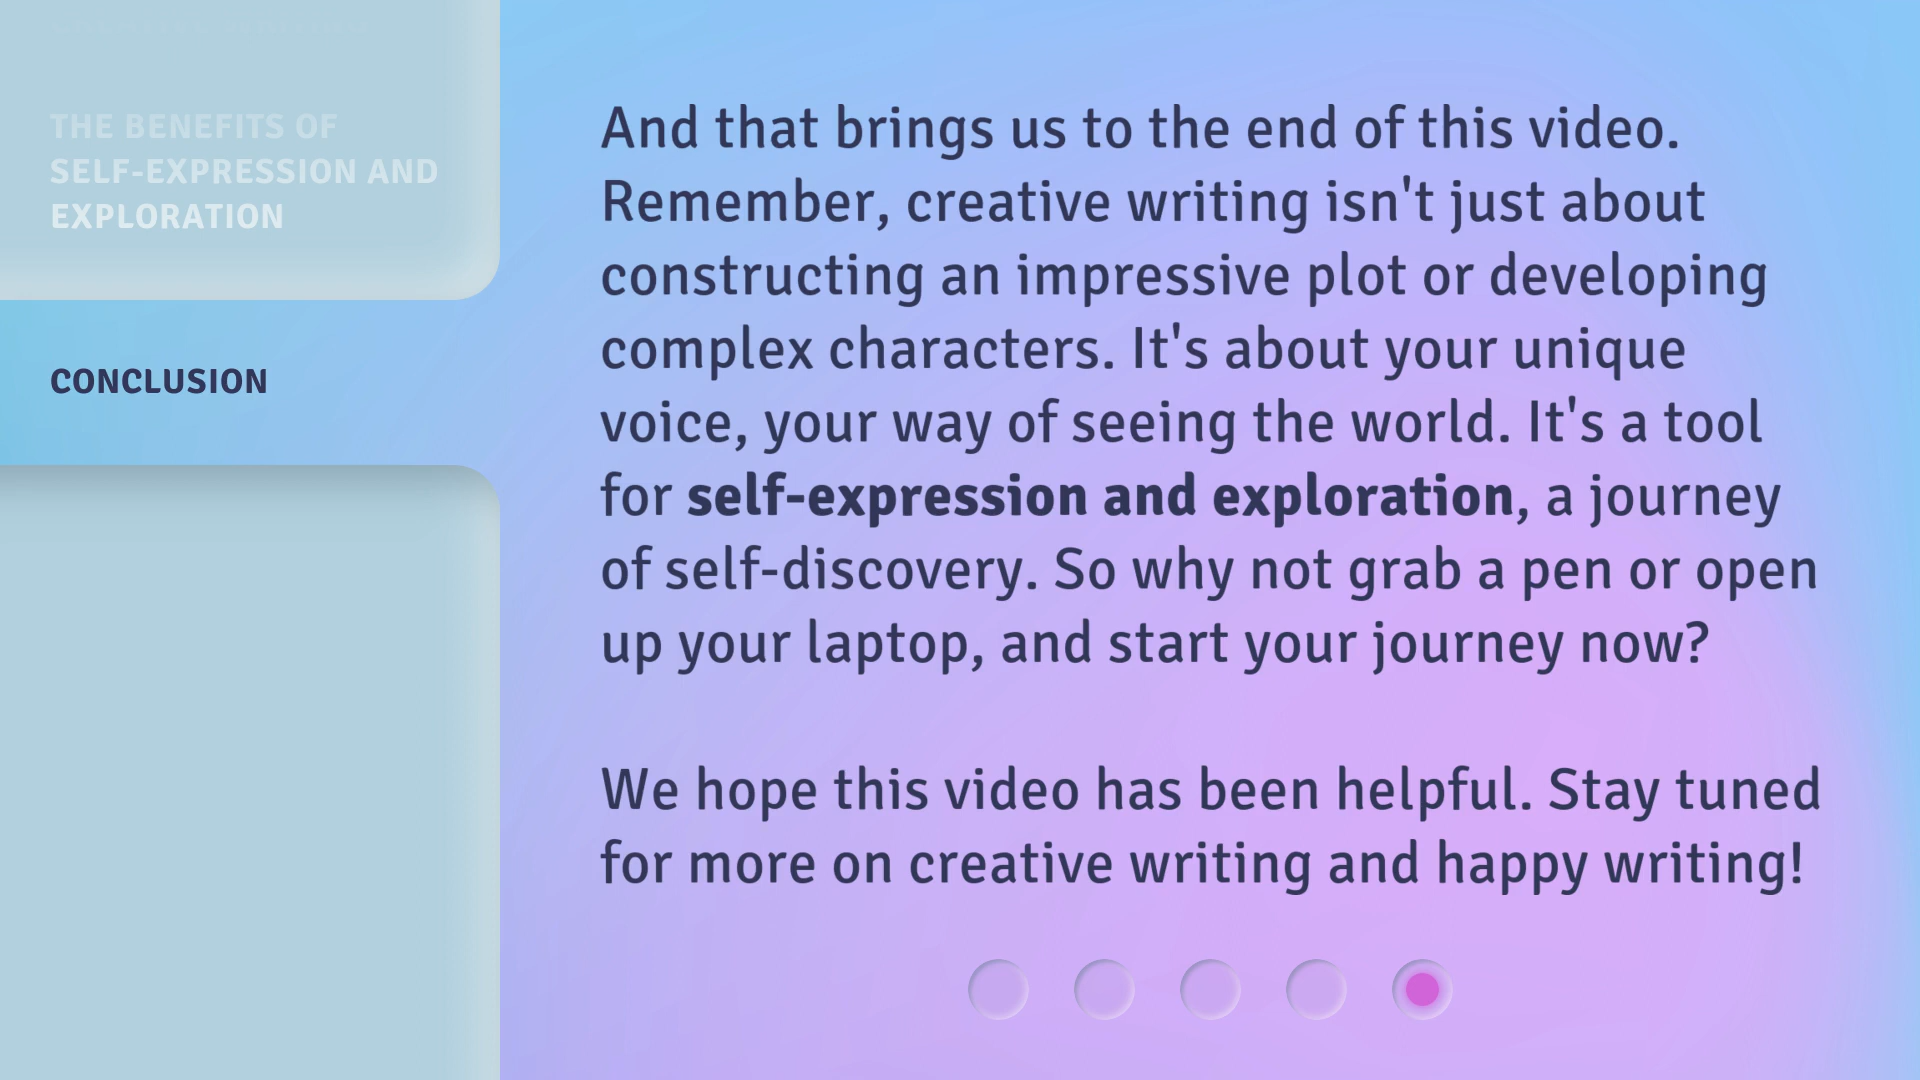 THE BENEFITS OF
SELF-EXPRESSION AND
EXPLORATION
CONCLUSION
And that brings us to the end of this video.
Remember, creative writing isn't just about
constructing an impressive plot or developing
complex characters. It's about your unique
voice, your way of seeing the world. It's a tool
for self-expression and exploration, a journey
of self-discovery. So why not grab a pen or open
up your laptop, and start your journey now?
We hope this video has been helpful. Stay tuned
for more on creative writing and happy writing!